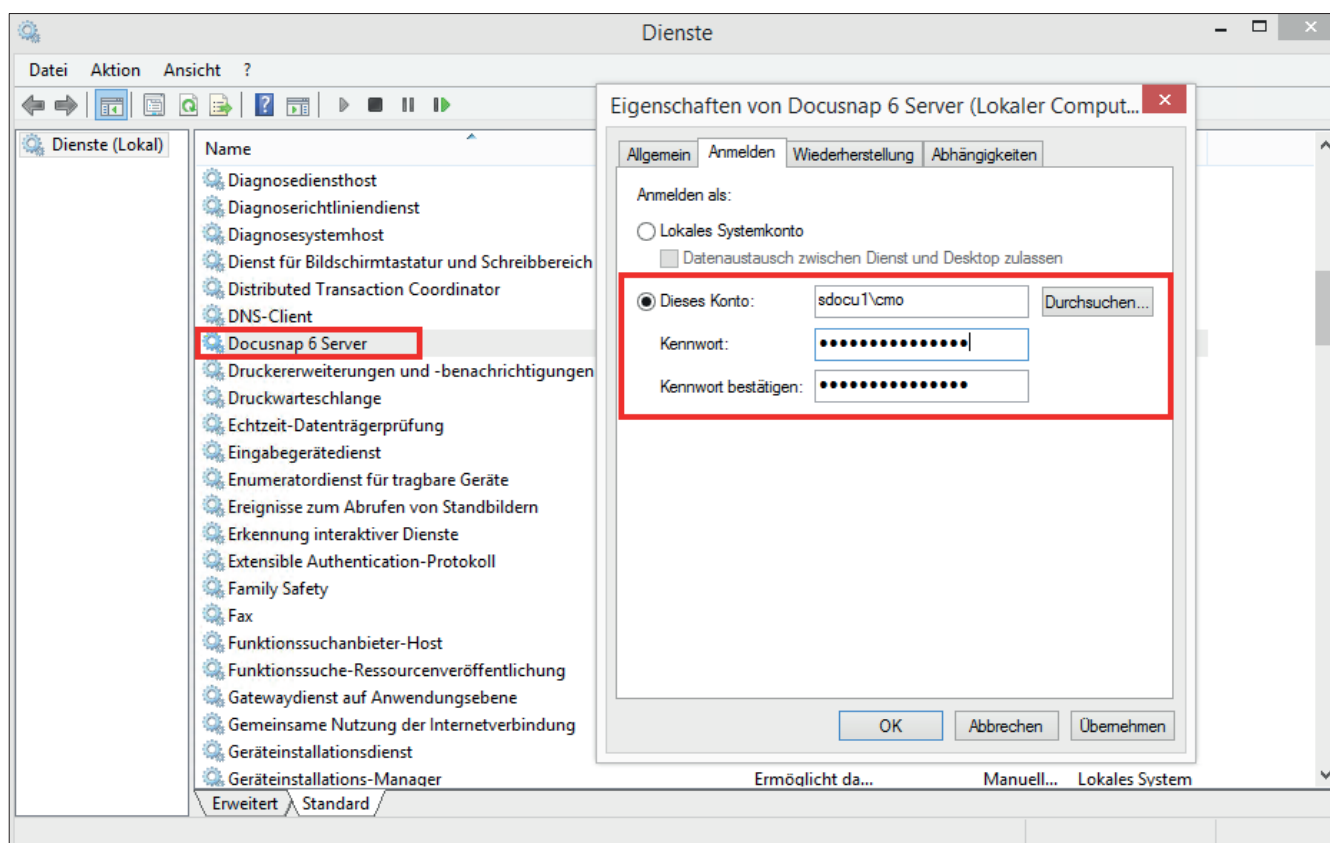 Dienste
Datei Aktion Ansicht ?
Dienste (Lokal)
Name
Diagnosediensthost
Diagnoserichtliniendienst
Diagnosesystemhost
Dienst für Bildschirmtastatur und Schreibbereich
Distributed Transaction Coordinator
DNS-Client
Docusnap 6 Server
Druckererweiterungen und -benachrichtigungen
Druckwarteschlange
Echtzeit-Datenträgerprüfung
Eingabegerätedienst
Enumeratordienst für tragbare Geräte
Ereignisse zum Abrufen von Standbildern
Erkennung interaktiver Dienste
Extensible Authentication-Protokoll
Family Safety
Fax
Funktionssuchanbieter-Host
Funktionssuche-Ressourcenveröffentlichung
Gatewaydienst auf Anwendungsebene
Gemeinsame Nutzung der Internetverbindung
Geräteinstallationsdienst
Geräteinstallations-Manager Ermöglicht da... Manuell... Lokales System
Erweitert Standard
Eigenschaften von Docusnap 6 Server (Lokaler Comput...
Allgemein Anmelden Wiederherstellung Abhängigkeiten
Anmelden als:
Lokales Systemkonto
Datenaustausch zwischen Dienst und Desktop zulassen
Dieses Konto: sdocu1\cmo Durchsuchen...
Kennwort: •••••••••••••••
Kennwort bestätigen: •••••••••••••••
OK Abbrechen Übernehmen